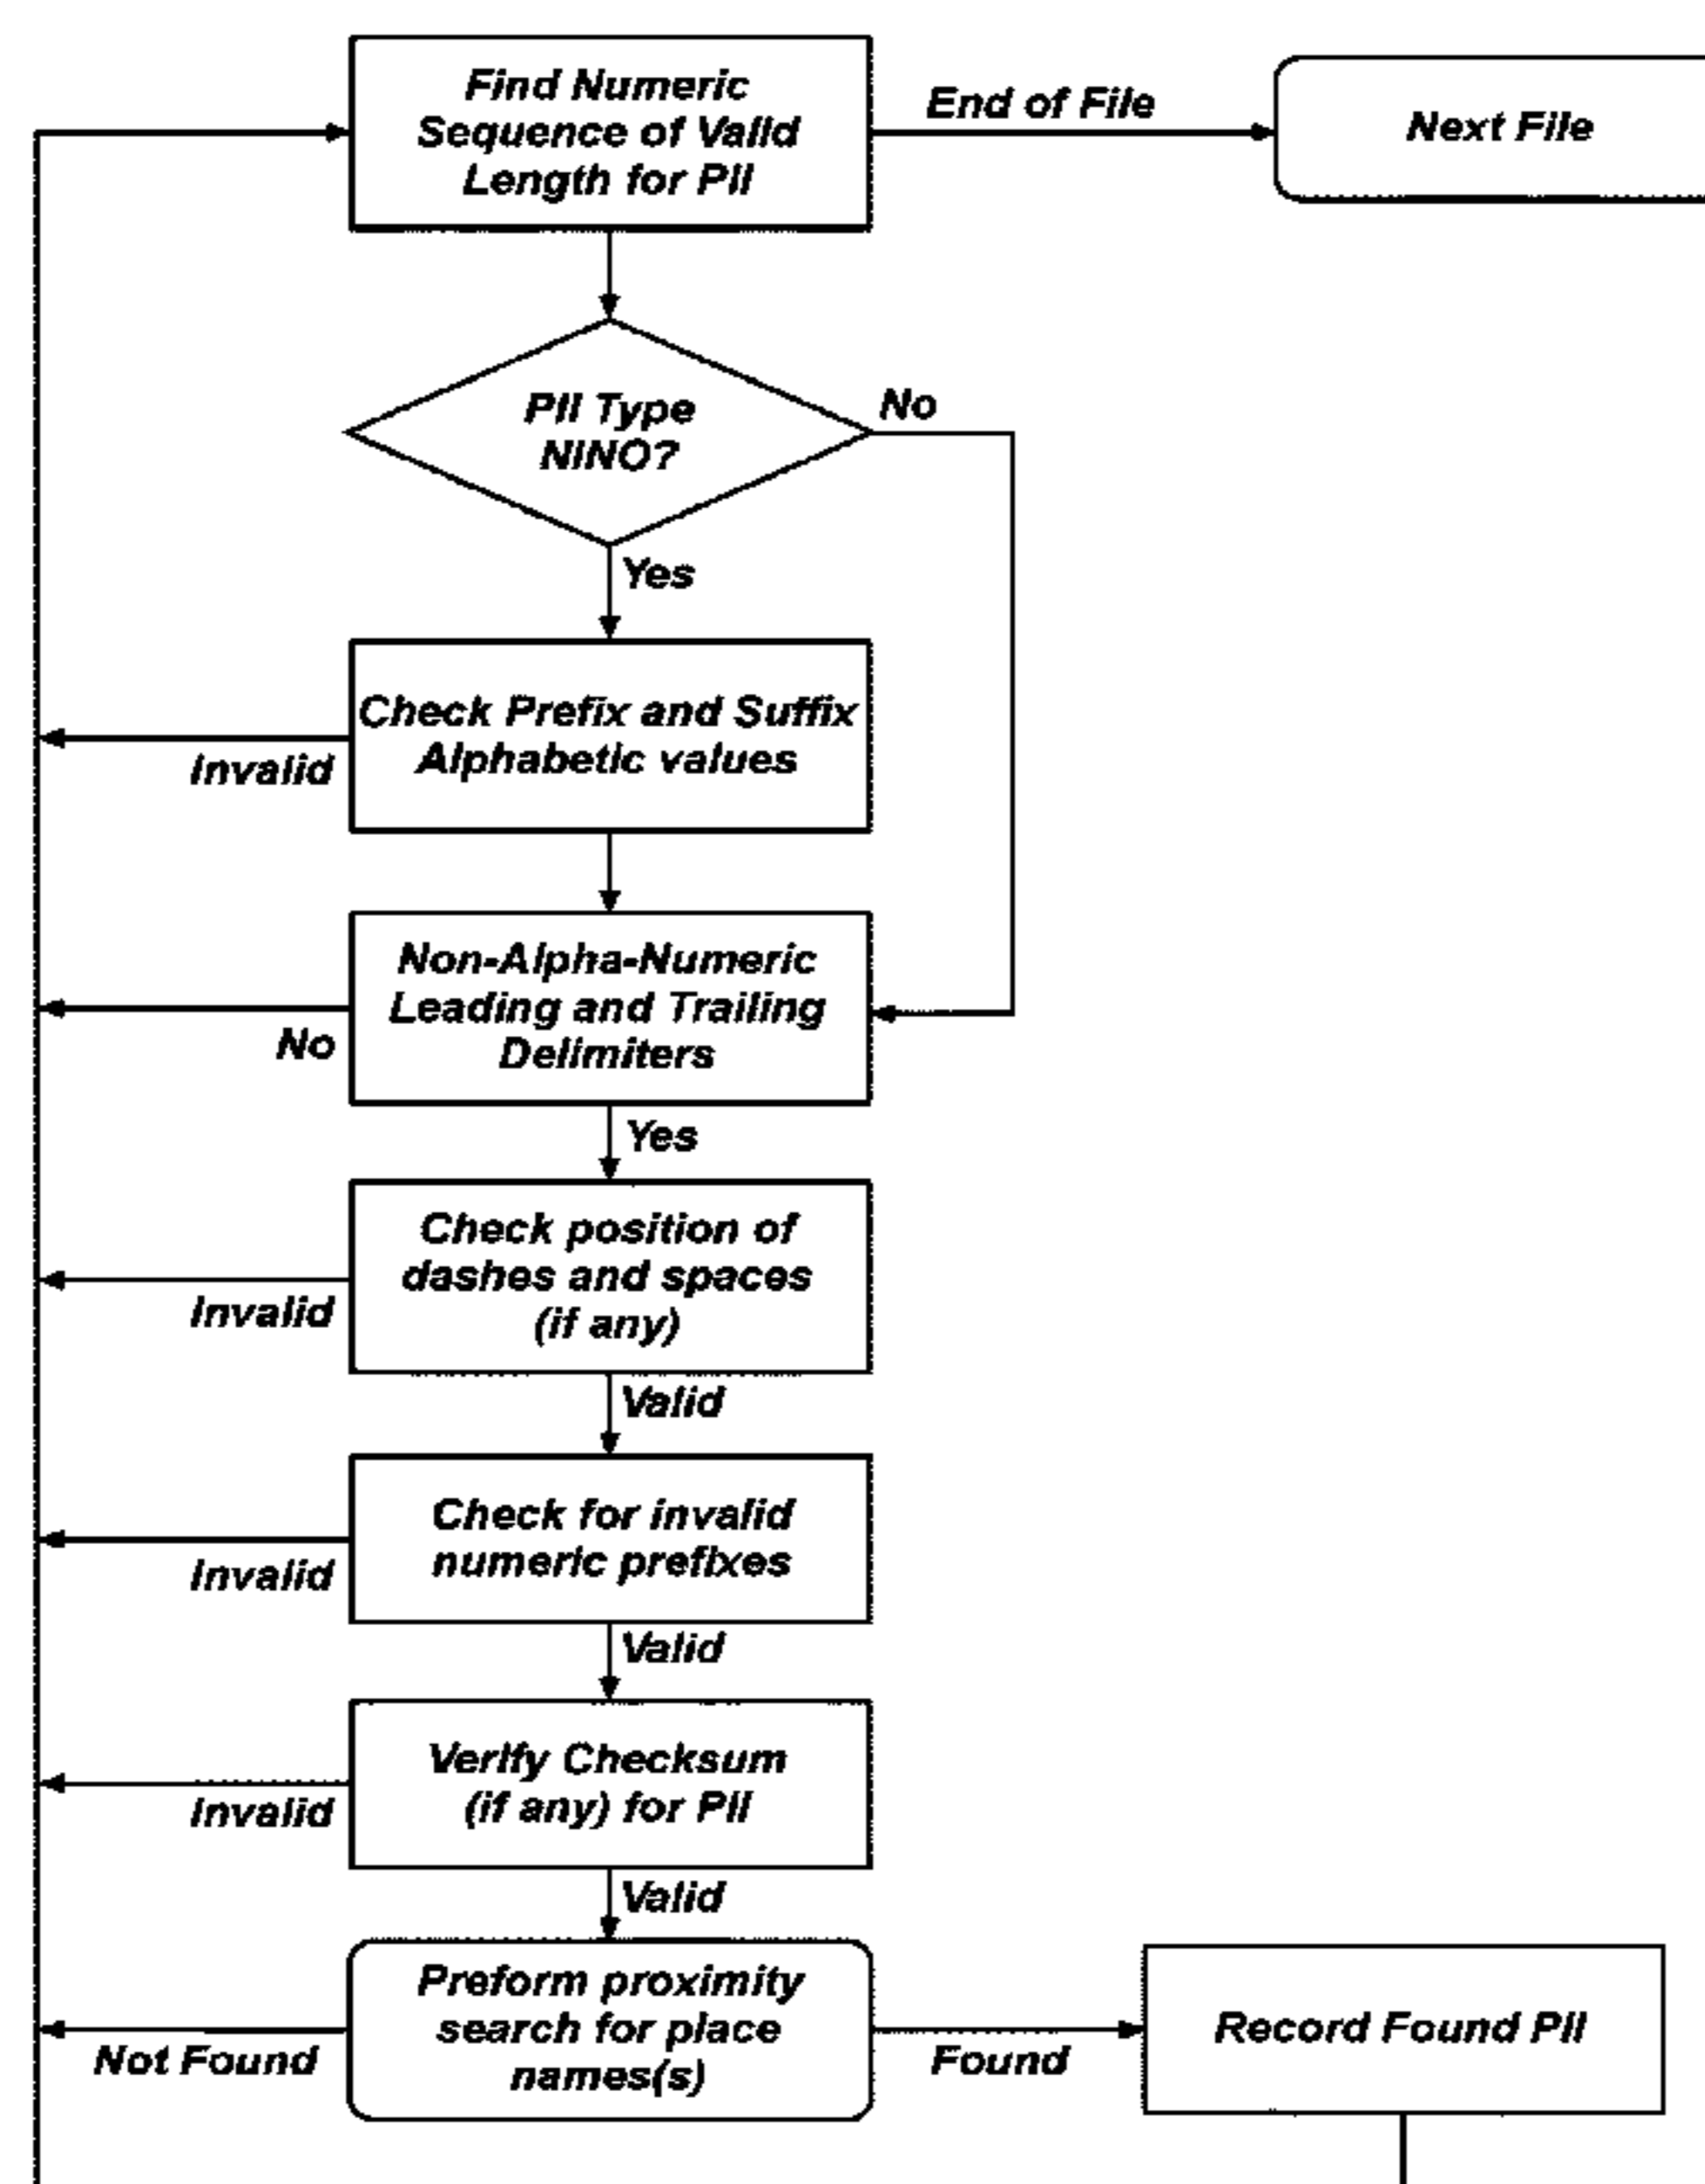 Find Numeric
Sequence of Valid
Length for PII
End of File
Next File
PII Type
NINO?
No
Yes
Check Prefix and Suffix
Alphabetic values
Invalid
Non-Alpha-Numeric
Leading and Trailing
Delimiters
No
Yes
Check position of
dashes and spaces
(if any)
Invalid
Valid
Check for invalid
numeric prefixes
Invalid
Valid
Verify Checksum
(if any) for PII
Invalid
Valid
Preform proximity
search for place
names(s)
Not Found
Found
Record Found PII